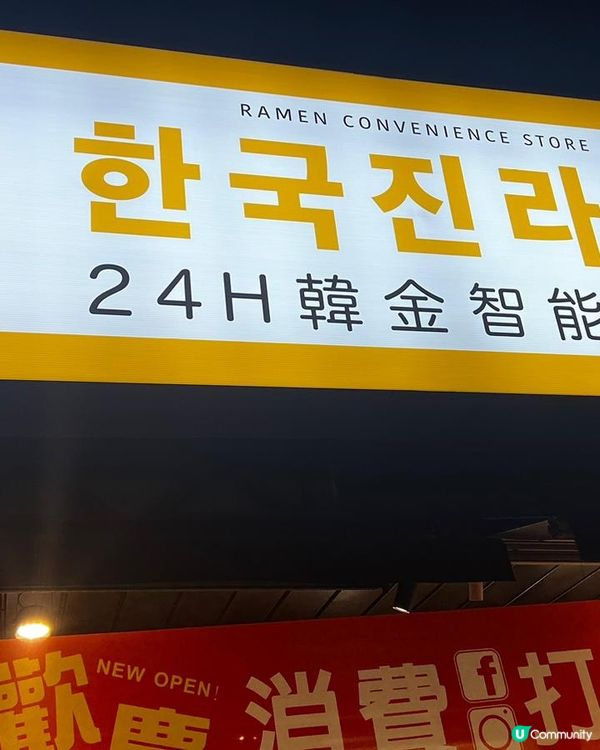 RAMEN CONVENIENCE STORE
한국진라
24H韓金智能
NEW OPEN!
歡慶 消費 打
U Community